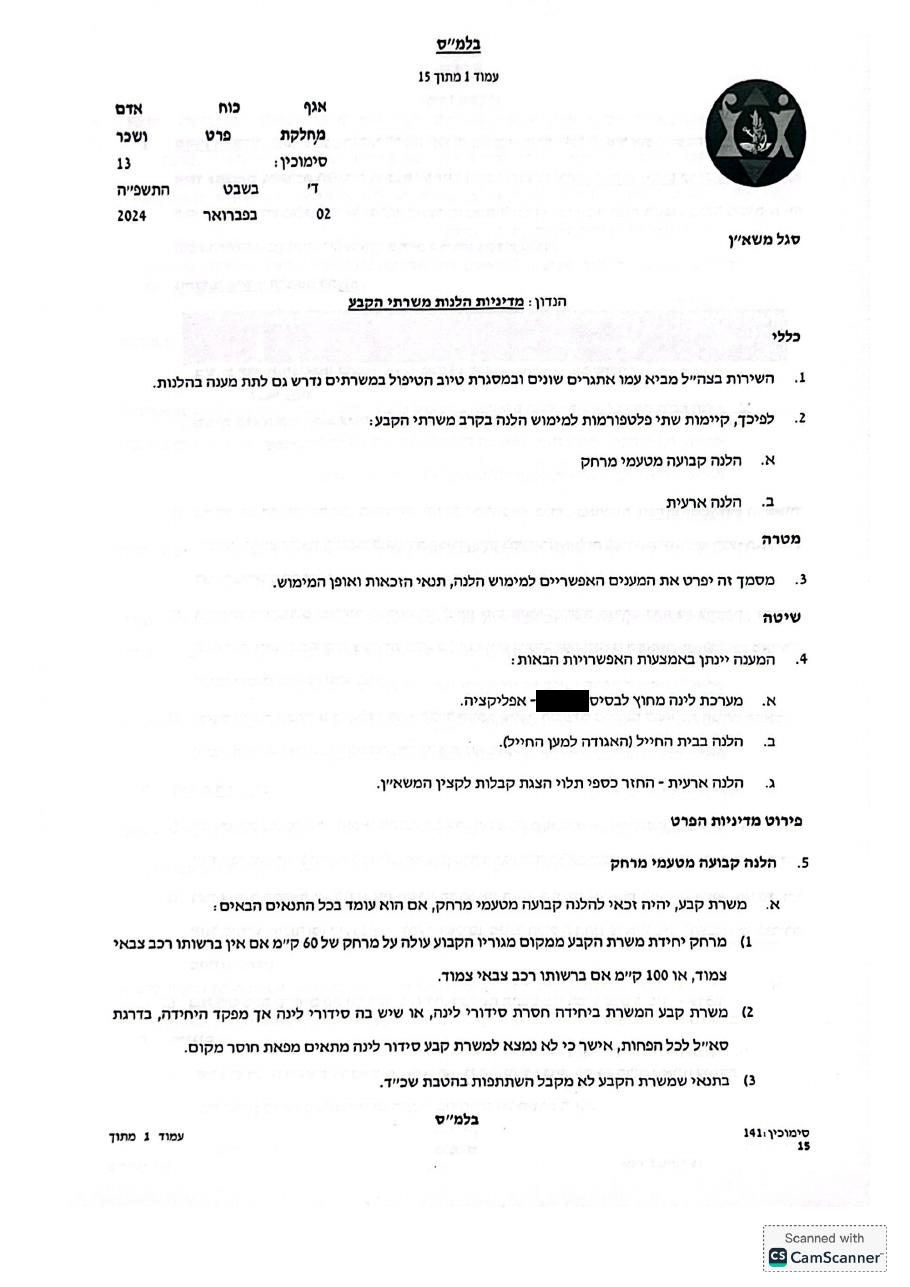 בלמ"ס
עמוד 1 מתוך 15
אגף כוח אדם
מחלקת פרט ושכר
סימוכין: 13
ד' בשבט התשפ"ה
02 בפברואר 2024
סגל משא"ן
הנדון: מדיניות הלנות משרתי הקבע
כללי
1. השירות בצה"ל מביא עמו אתגרים שונים ובמסגרת טיוב הטיפול במשרתים נדרש גם לתת מענה בהלנות.
2. לפיכך, קיימות שתי פלטפורמות למימוש הלנה בקרב משרתי הקבע:
א. הלנה קבועה מטעמי מרחק
ב. הלנה ארעית
מטרה
3. מסמך זה יפרט את המענים האפשריים למימוש הלנה, תנאי הזכאות ואופן המימוש.
שיטה
4. המענה יינתן באמצעות האפשרויות הבאות:
א. מערכת לינה מחוץ לבסיס - אפליקציה.
ב. הלנה בבית החייל (האגודה למען החייל).
ג. הלנה ארעית - החזר כספי תלוי הצגת קבלות לקצין המשא"ן.
פירוט מדיניות הפרט
5. הלנה קבועה מטעמי מרחק
א. משרת קבע, יהיה זכאי להלנה קבועה מטעמי מרחק, אם הוא עומד בכל התנאים הבאים:
1) מרחק יחידת משרת הקבע ממקום מגוריו הקבוע עולה על מרחק של 60 ק"מ אם אין ברשותו רכב צבאי
צמוד, או 100 ק"מ אם ברשותו רכב צבאי צמוד.
2) משרת קבע המשרת ביחידה חסרת סידורי לינה, או שיש בה סידורי לינה אך מפקד היחידה, בדרגת
סא"ל לכל הפחות, אישר כי לא נמצא למשרת קבע סידור לינה מתאים מפאת חוסר מקום.
3) בתנאי שמשרת הקבע לא מקבל השתתפות בהטבת שכ"ד.
בלמ"ס
סימוכין: 141 עמוד 1 מתוך
15
Scanned with
CS CamScanner